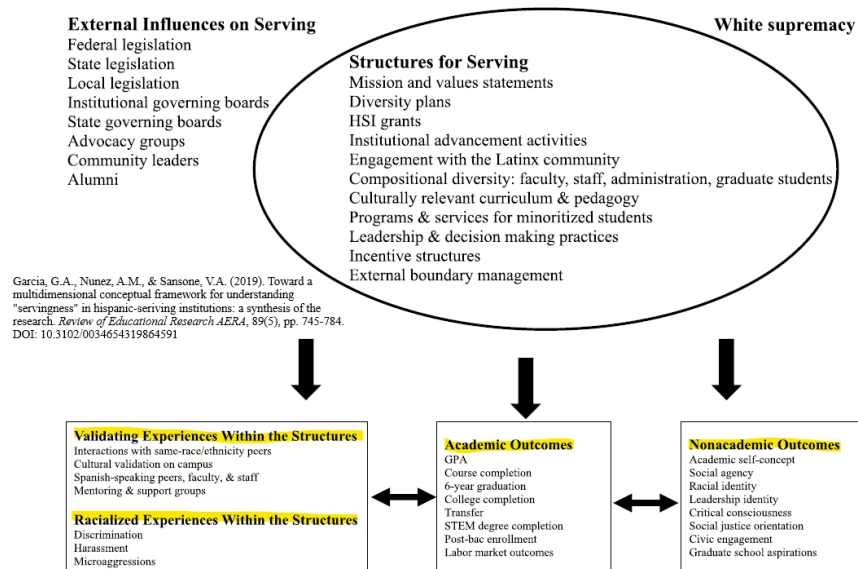 External Influences on Serving
Federal legislation
State legislation
Local legislation
Institutional governing boards
State governing boards
Advocacy groups
Community leaders
Alumni
White supremacy
Structures for Serving
Mission and values statements
Diversity plans
HSI grants
Institutional advancement activities
Engagement with the Latinx community
Compositional diversity: faculty, staff, administration, graduate students
Culturally relevant curriculum & pedagogy
Programs & services for minoritized students
Leadership & decision making practices
Incentive structures
External boundary management
Garcia, G.A., Nunez, A.M., & Sansone, V.A. (2019). Toward a
multidimensional conceptual framework for understanding
"servingness" in hispanic-seriving institutions: a synthesis of the
research. Review of Educational Research AERA, 89(5), pp. 745-784.
DOI: 10.3102/0034654319864591
Validating Experiences Within the Structures
Interactions with same-race/ethnicity peers
Cultural validation on campus
Spanish-speaking peers, faculty, & staff
Mentoring & support groups
Racialized Experiences Within the Structures
Discrimination
Harassment
Microaggressions
Academic Outcomes
GPA
Course completion
6-year graduation
College completion
Transfer
STEM degree completion
Post-bac enrollment
Labor market outcomes
Nonacademic Outcomes
Academic self-concept
Social agency
Racial identity
Leadership identity
Critical consciousness
Social justice orientation
Civic engagement
Graduate school aspirations